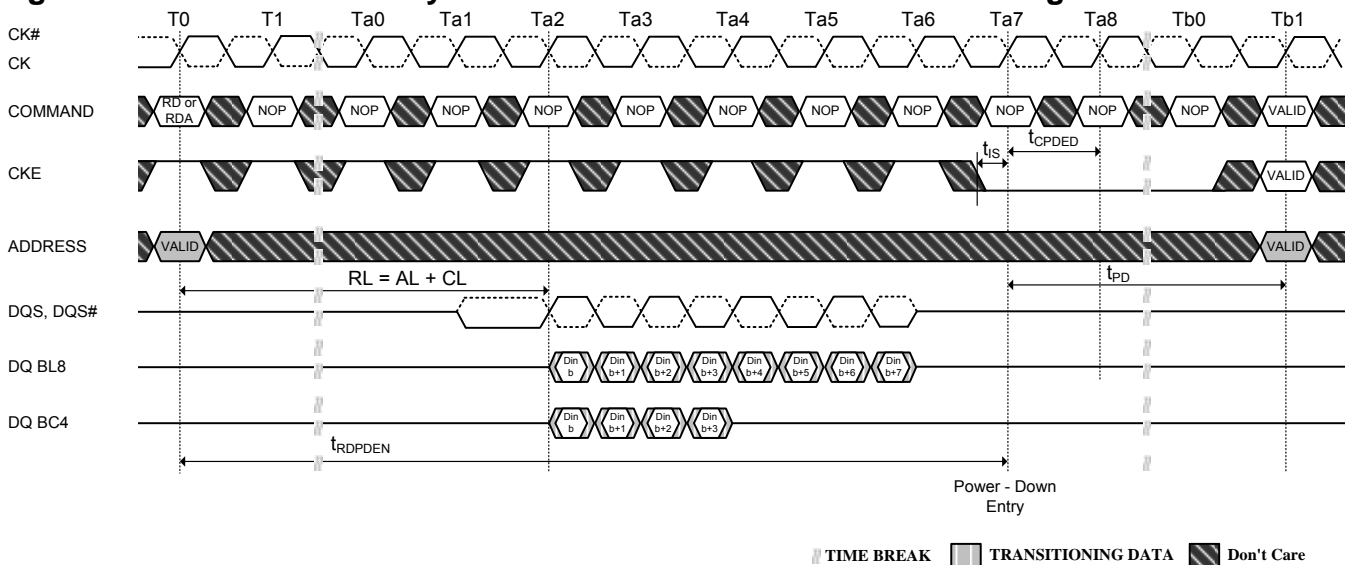 T0 T1 Ta0 Ta1 Ta2 Ta3 Ta4 Ta5 Ta6 Ta7 Ta8 Tb0 Tb1
CK#
CK
COMMAND
RD or
RDA
NOP NOP NOP NOP NOP NOP NOP NOP NOP NOP NOP VALID
tIS
tCPDED
CKE
VALID
ADDRESS
VALID
VALID
RL = AL + CL
tPD
DQS, DQS#
DQ BL8
Din
b
Din
b+1
Din
b+2
Din
b+3
Din
b+4
Din
b+5
Din
b+6
Din
b+7
DQ BC4
Din
b
Din
b+1
Din
b+2
Din
b+3
tRDPDEN
Power - Down
Entry
TIME BREAK TRANSITIONING DATA Don't Care